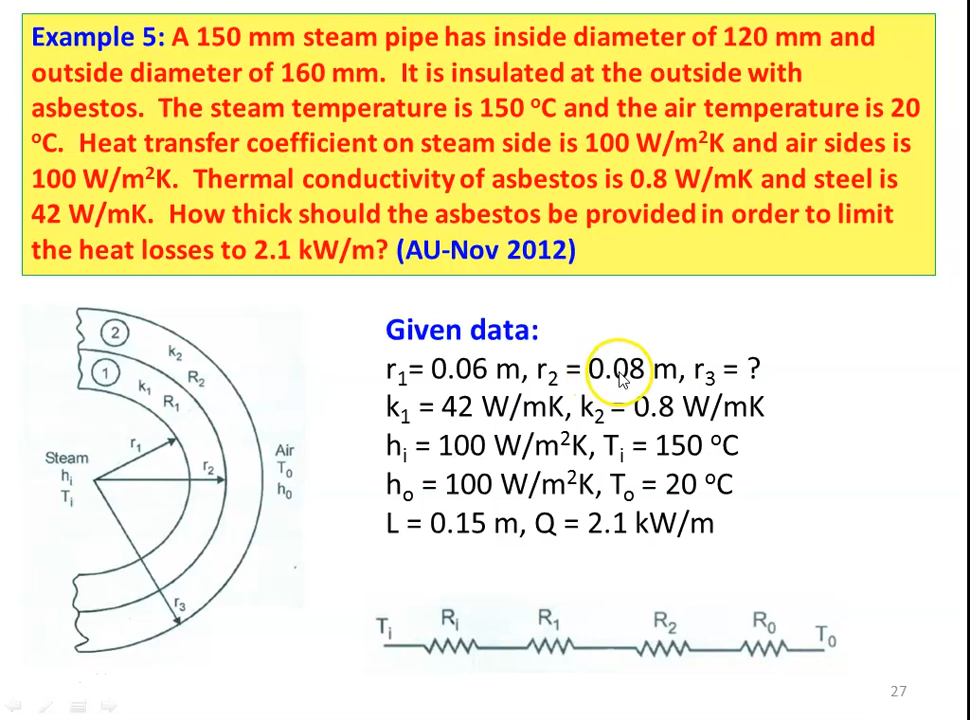 Example 5: A 150 mm steam pipe has inside diameter of 120 mm and
outside diameter of 160 mm. It is insulated at the outside with
asbestos. The steam temperature is 150 ºC and the air temperature is 20
ºC. Heat transfer coefficient on steam side is 100 W/m²K and air sides is
100 W/m²K. Thermal conductivity of asbestos is 0.8 W/mK and steel is
42 W/mK. How thick should the asbestos be provided in order to limit
the heat losses to 2.1 kW/m? (AU-Nov 2012)
2
k₂
R₂
1
k₁
R₁
r₁
r₂
r₃
Steam
hᵢ
Tᵢ
Air
T₀
h₀
Given data:
r₁= 0.06 m, r₂ = 0.08 m, r₃ = ?
k₁ = 42 W/mK, k₂ = 0.8 W/mK
hᵢ = 100 W/m²K, Tᵢ = 150 ºC
hₒ = 100 W/m²K, Tₒ = 20 ºC
L = 0.15 m, Q = 2.1 kW/m
Tᵢ Rᵢ R₁ R₂ R₀ T₀
27